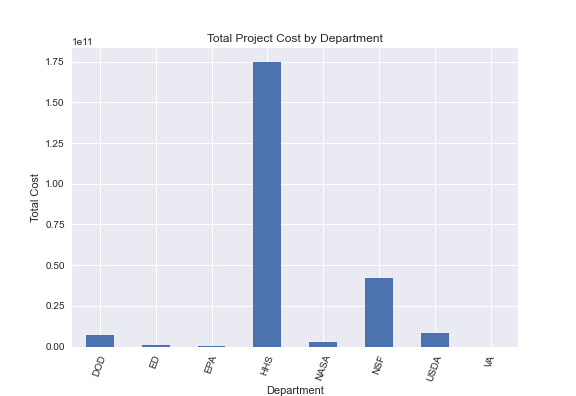 Total Project Cost by Department
1e11
1.75
1.50
1.25
1.00
0.75
0.50
0.25
0.00
Total Cost
DOD
ED
EPA
HHS
NASA
NSF
USDA
VA
Department